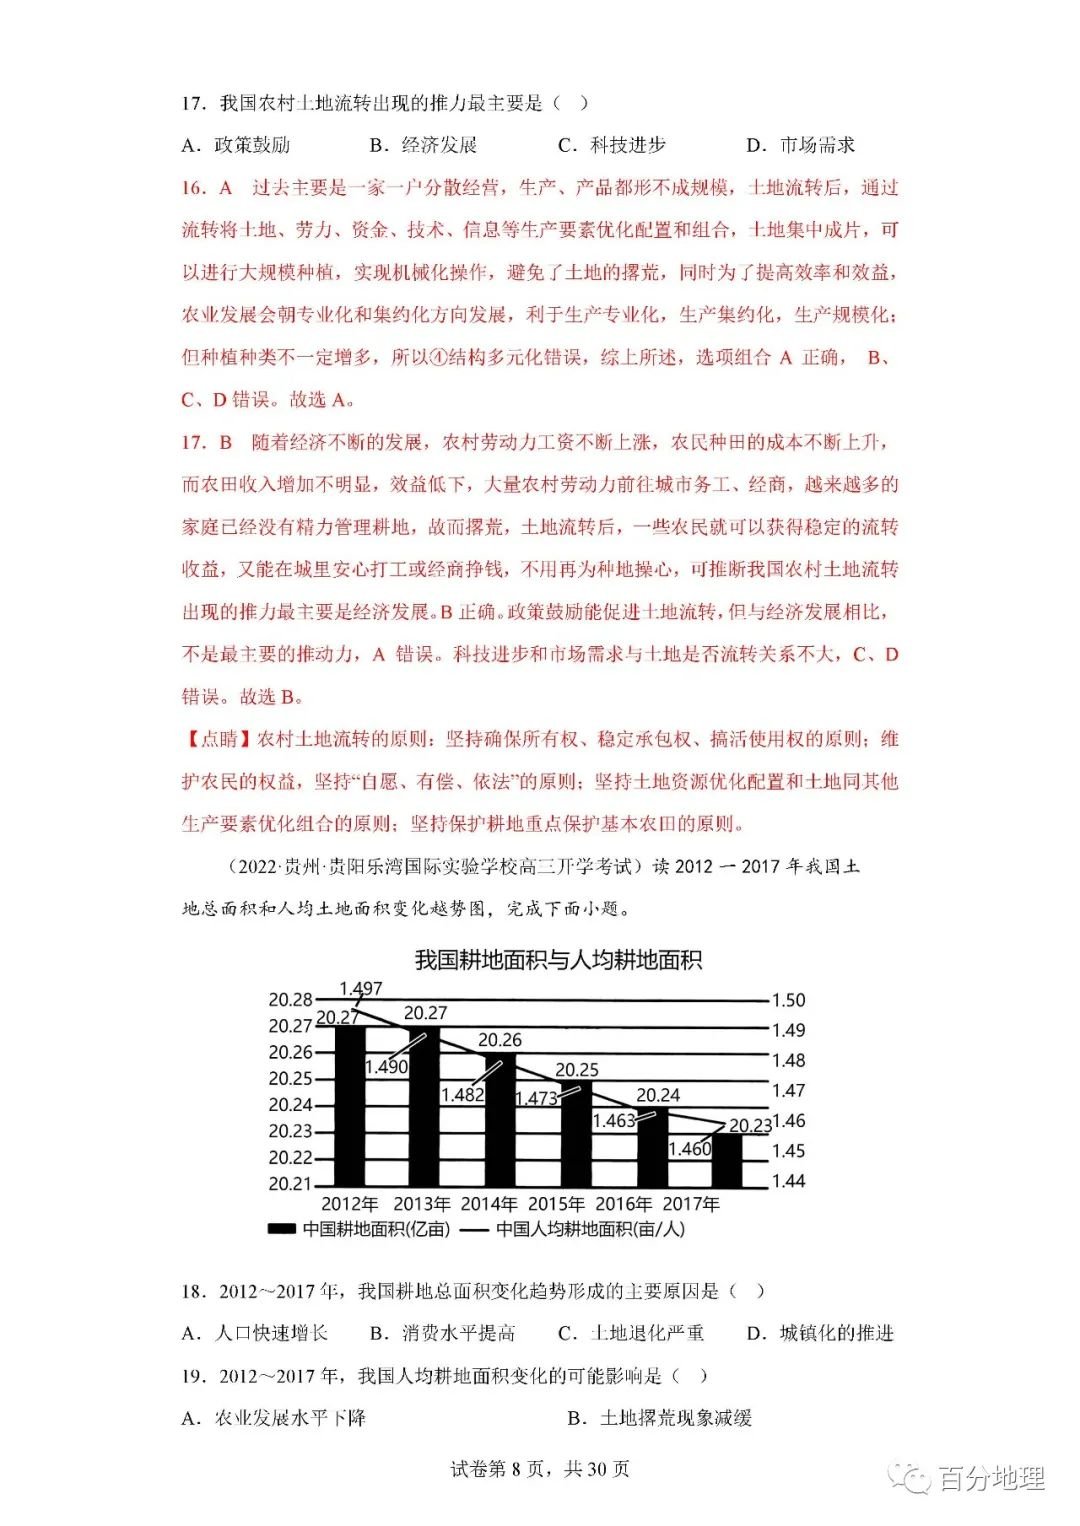 17．我国农村土地流转出现的推力最主要是（　）
A．政策鼓励　B．经济发展　C．科技进步　D．市场需求
16．A　过去主要是一家一户分散经营，生产、产品都形不成规模，土地流转后，通过
流转将土地、劳力、资金、技术、信息等生产要素优化配置和组合，土地集中成片，可
以进行大规模种植，实现机械化操作，避免了土地的撂荒，同时为了提高效率和效益，
农业发展会朝专业化和集约化方向发展，利于生产专业化，生产集约化，生产规模化；
但种植种类不一定增多，所以④结构多元化错误，综上所述，选项组合 A 正确， B、
C、D 错误。故选 A。
17．B　随着经济不断的发展，农村劳动力工资不断上涨，农民种田的成本不断上升，
而农田收入增加不明显，效益低下，大量农村劳动力前往城市务工、经商，越来越多的
家庭已经没有精力管理耕地，故而撂荒，土地流转后，一些农民就可以获得稳定的流转
收益，又能在城里安心打工或经商挣钱，不用再为种地操心，可推断我国农村土地流转
出现的推力最主要是经济发展。B 正确。政策鼓励能促进土地流转，但与经济发展相比，
不是最主要的推动力，A 错误。科技进步和市场需求与土地是否流转关系不大，C、D
错误。故选 B。
【点睛】农村土地流转的原则：坚持确保所有权、稳定承包权、搞活使用权的原则；维
护农民的权益，坚持“自愿、有偿、依法”的原则；坚持土地资源优化配置和土地同其他
生产要素优化组合的原则；坚持保护耕地重点保护基本农田的原则。
（2022·贵州·贵阳乐湾国际实验学校高三开学考试）读 2012 一 2017 年我国土
地总面积和人均土地面积变化越势图，完成下面小题。
我国耕地面积与人均耕地面积
1.497
20.28 1.50
20.27 20.27 20.27 1.49
20.26 20.26 1.48
1.490
20.25 20.25 1.47
1.482 1.473 20.24
20.24 1.463 1.46
20.23 20.23
1.460
20.22 1.45
20.21 1.44
2012年 2013年 2014年 2015年 2016年 2017年
中国耕地面积(亿亩) 中国人均耕地面积(亩/人)
18．2012～2017 年，我国耕地总面积变化趋势形成的主要原因是（　）
A．人口快速增长　B．消费水平提高　C．土地退化严重　D．城镇化的推进
19．2012～2017 年，我国人均耕地面积变化的可能影响是（　）
A．农业发展水平下降　B．土地撂荒现象减缓
试卷第 8 页，共 30 页
百分地理